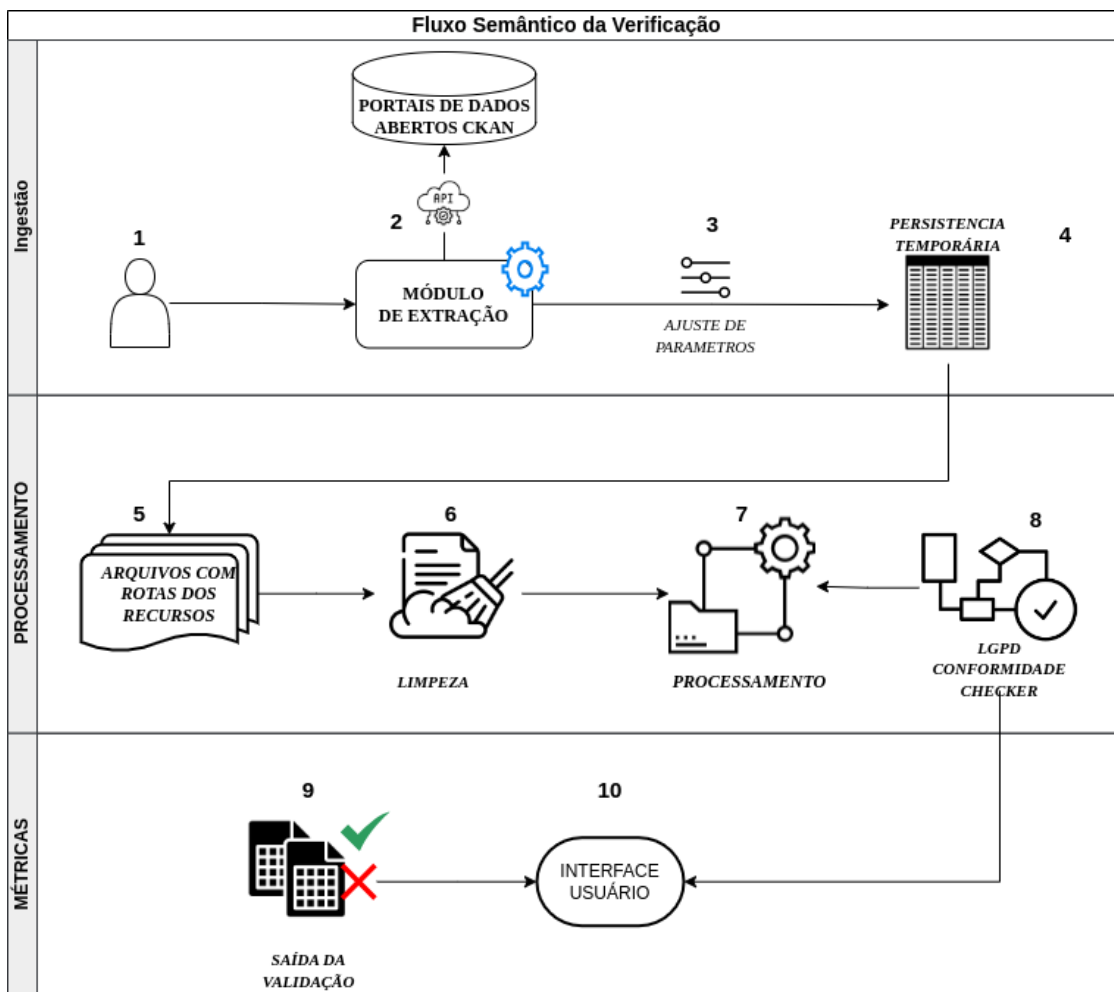 Fluxo Semântico da Verificação
Ingestão
PORTAIS DE DADOS
ABERTOS CKAN
API
1
2
MÓDULO
DE EXTRAÇÃO
3
AJUSTE DE
PARAMETROS
PERSISTENCIA
TEMPORÁRIA
4
PROCESSAMENTO
5
ARQUIVOS COM
ROTAS DOS
RECURSOS
6
LIMPEZA
7
PROCESSAMENTO
8
LGPD
CONFORMIDADE
CHECKER
MÉTRICAS
9
SAÍDA DA
VALIDAÇÃO
10
INTERFACE
USUÁRIO